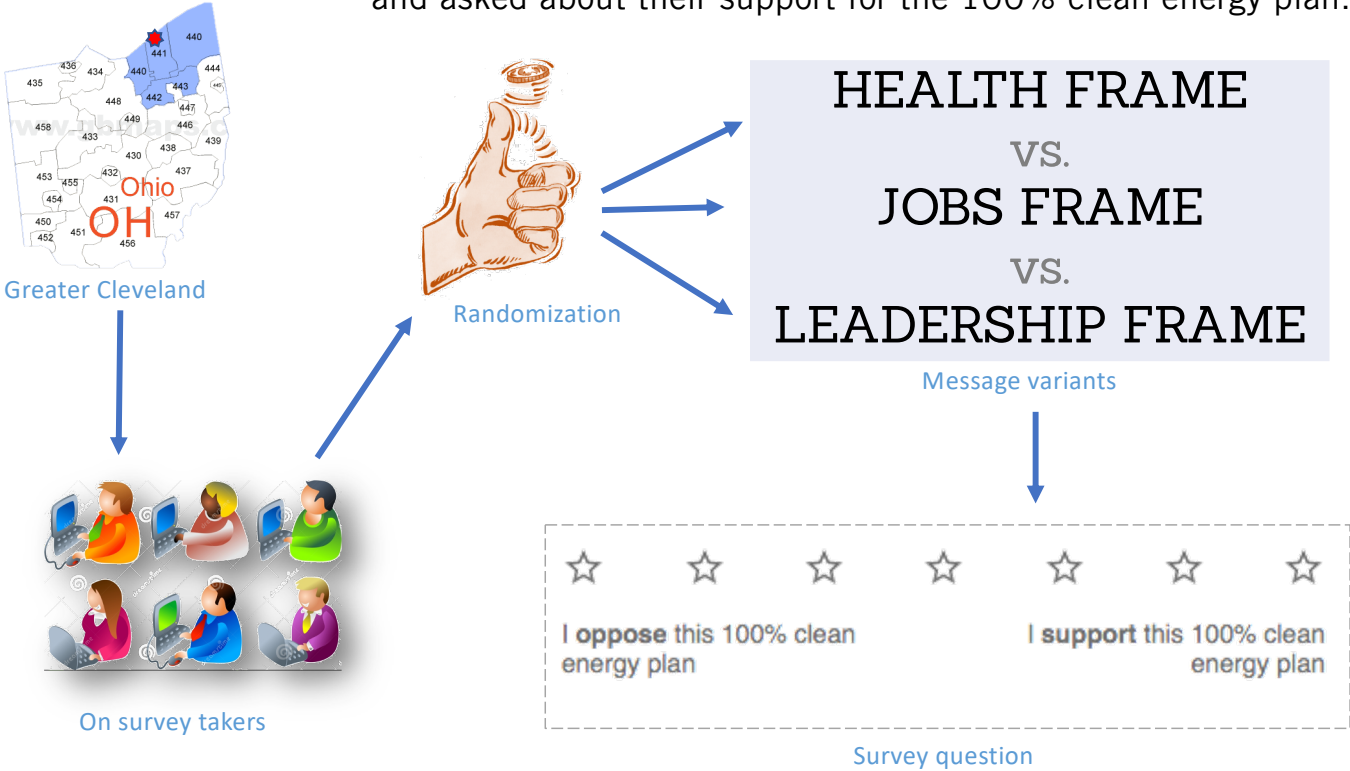 and asked about their support for the 100% clean energy plan.
440
441
436
434
440
444
435
443
442
448
447
449
446
458
433
439
438
430
453
432
437
455
Ohio
454
431
450
OH
457
451
452
456
Greater Cleveland
Randomization
HEALTH FRAME
vs.
JOBS FRAME
vs.
LEADERSHIP FRAME
Message variants
On survey takers
I oppose this 100% clean
energy plan
I support this 100% clean
energy plan
Survey question